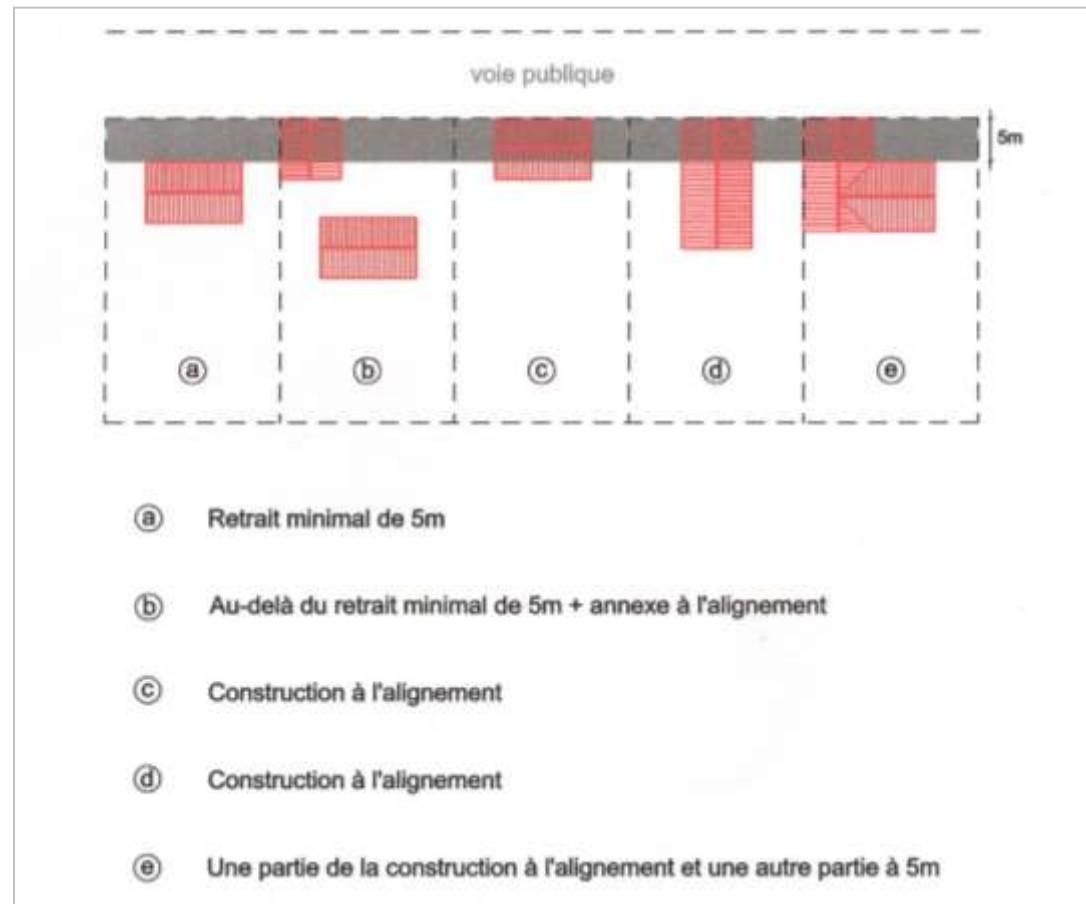 voie publique
5m
ⓐ ⓑ ⓒ ⓓ ⓔ
ⓐ Retrait minimal de 5m
ⓑ Au-delà du retrait minimal de 5m + annexe à l'alignement
ⓒ Construction à l'alignement
ⓓ Construction à l'alignement
ⓔ Une partie de la construction à l'alignement et une autre partie à 5m